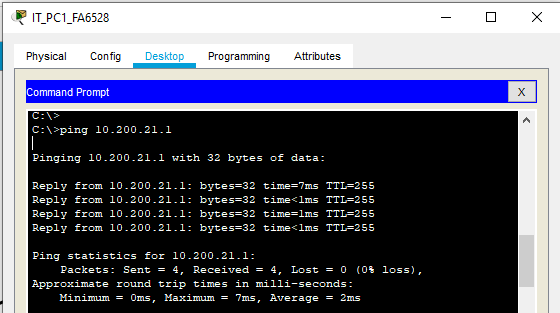 IT_PC1_FA6528
Physical Config Desktop Programming Attributes
Command Prompt
X
C:\>
C:\>ping 10.200.21.1
Pinging 10.200.21.1 with 32 bytes of data:
Reply from 10.200.21.1: bytes=32 time=7ms TTL=255
Reply from 10.200.21.1: bytes=32 time<1ms TTL=255
Reply from 10.200.21.1: bytes=32 time=1ms TTL=255
Reply from 10.200.21.1: bytes=32 time<1ms TTL=255
Ping statistics for 10.200.21.1:
Packets: Sent = 4, Received = 4, Lost = 0 (0% loss),
Approximate round trip times in milli-seconds:
Minimum = 0ms, Maximum = 7ms, Average = 2ms